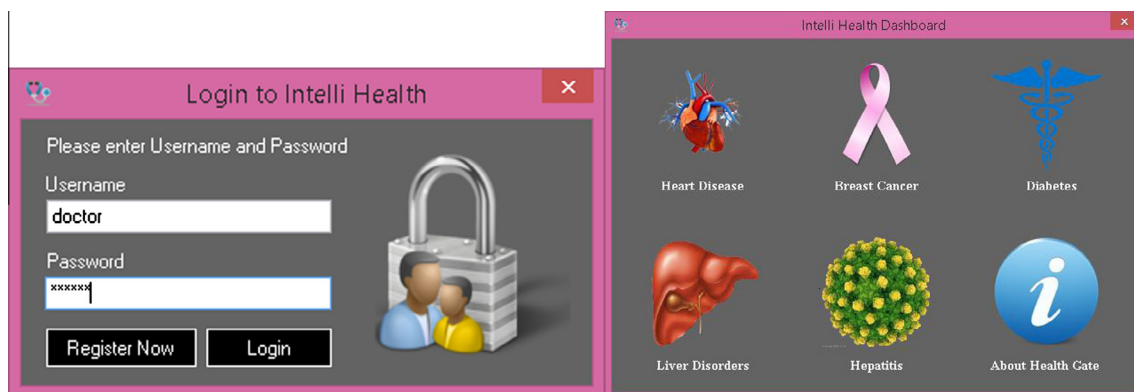 Login to Intelli Health
Please enter Username and Password
Username
doctor
Password
××××××
Register Now Login
Intelli Health Dashboard
Heart Disease Breast Cancer Diabetes
Liver Disorders Hepatitis About Health Gate